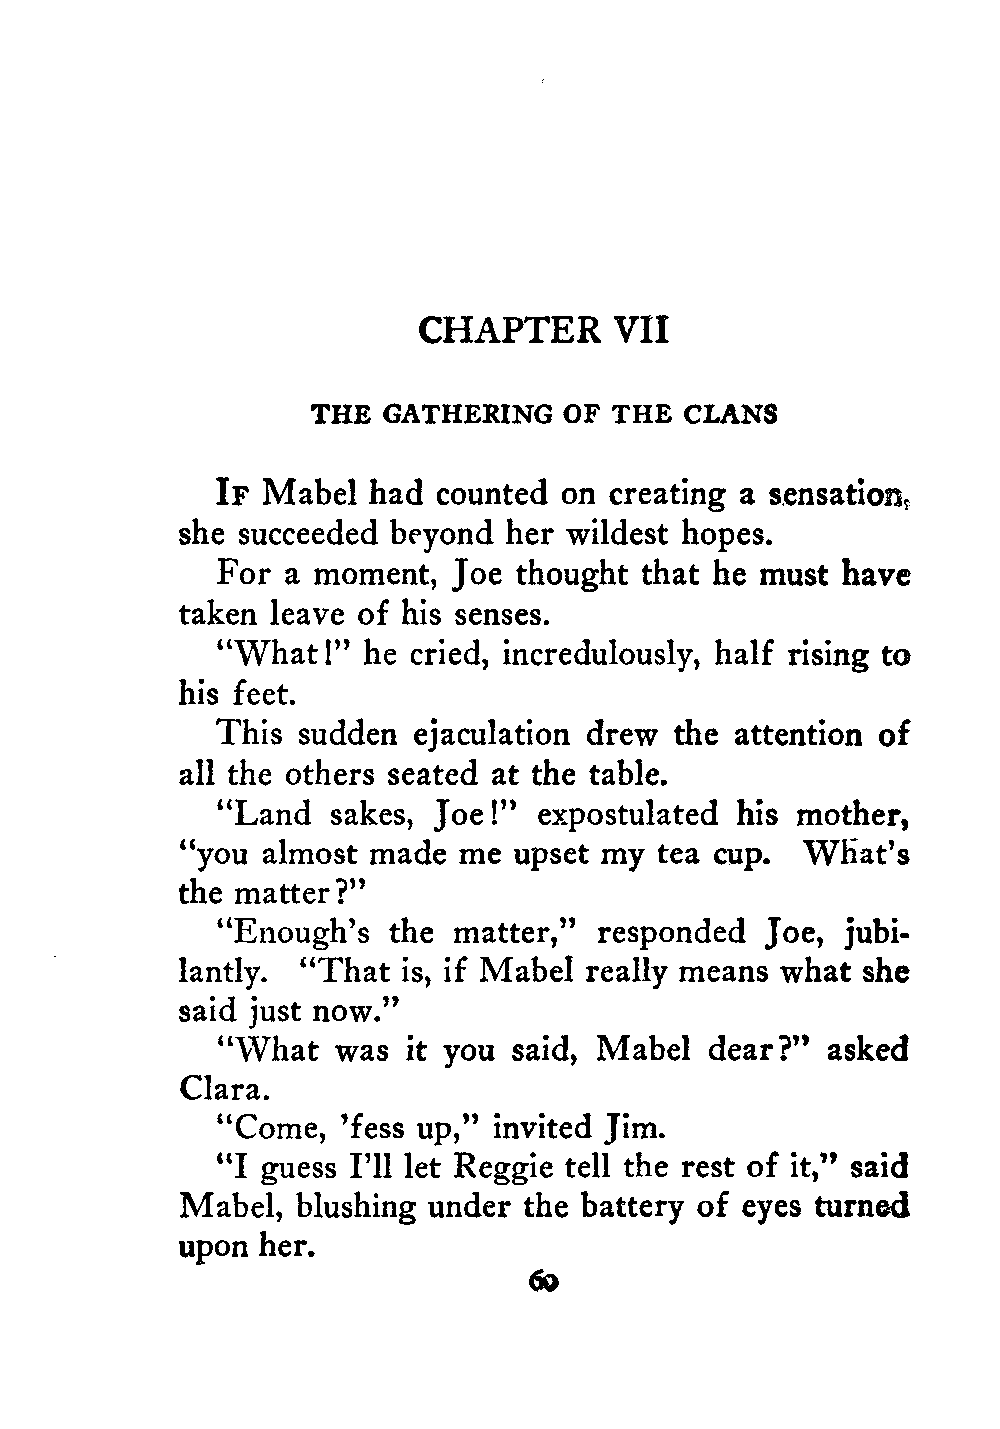 CHAPTER VII
THE GATHERING OF THE CLANS
IF Mabel had counted on creating a sensation,
she succeeded beyond her wildest hopes.
For a moment, Joe thought that he must have
taken leave of his senses.
"What!" he cried, incredulously, half rising to
his feet.
This sudden ejaculation drew the attention of
all the others seated at the table.
"Land sakes, Joe!" expostulated his mother,
"you almost made me upset my tea cup. What's
the matter?"
"Enough's the matter," responded Joe, jubi-
lantly. "That is, if Mabel really means what she
said just now."
"What was it you said, Mabel dear?" asked
Clara.
"Come, 'fess up," invited Jim.
"I guess I'll let Reggie tell the rest of it," said
Mabel, blushing under the battery of eyes turned
upon her.
60